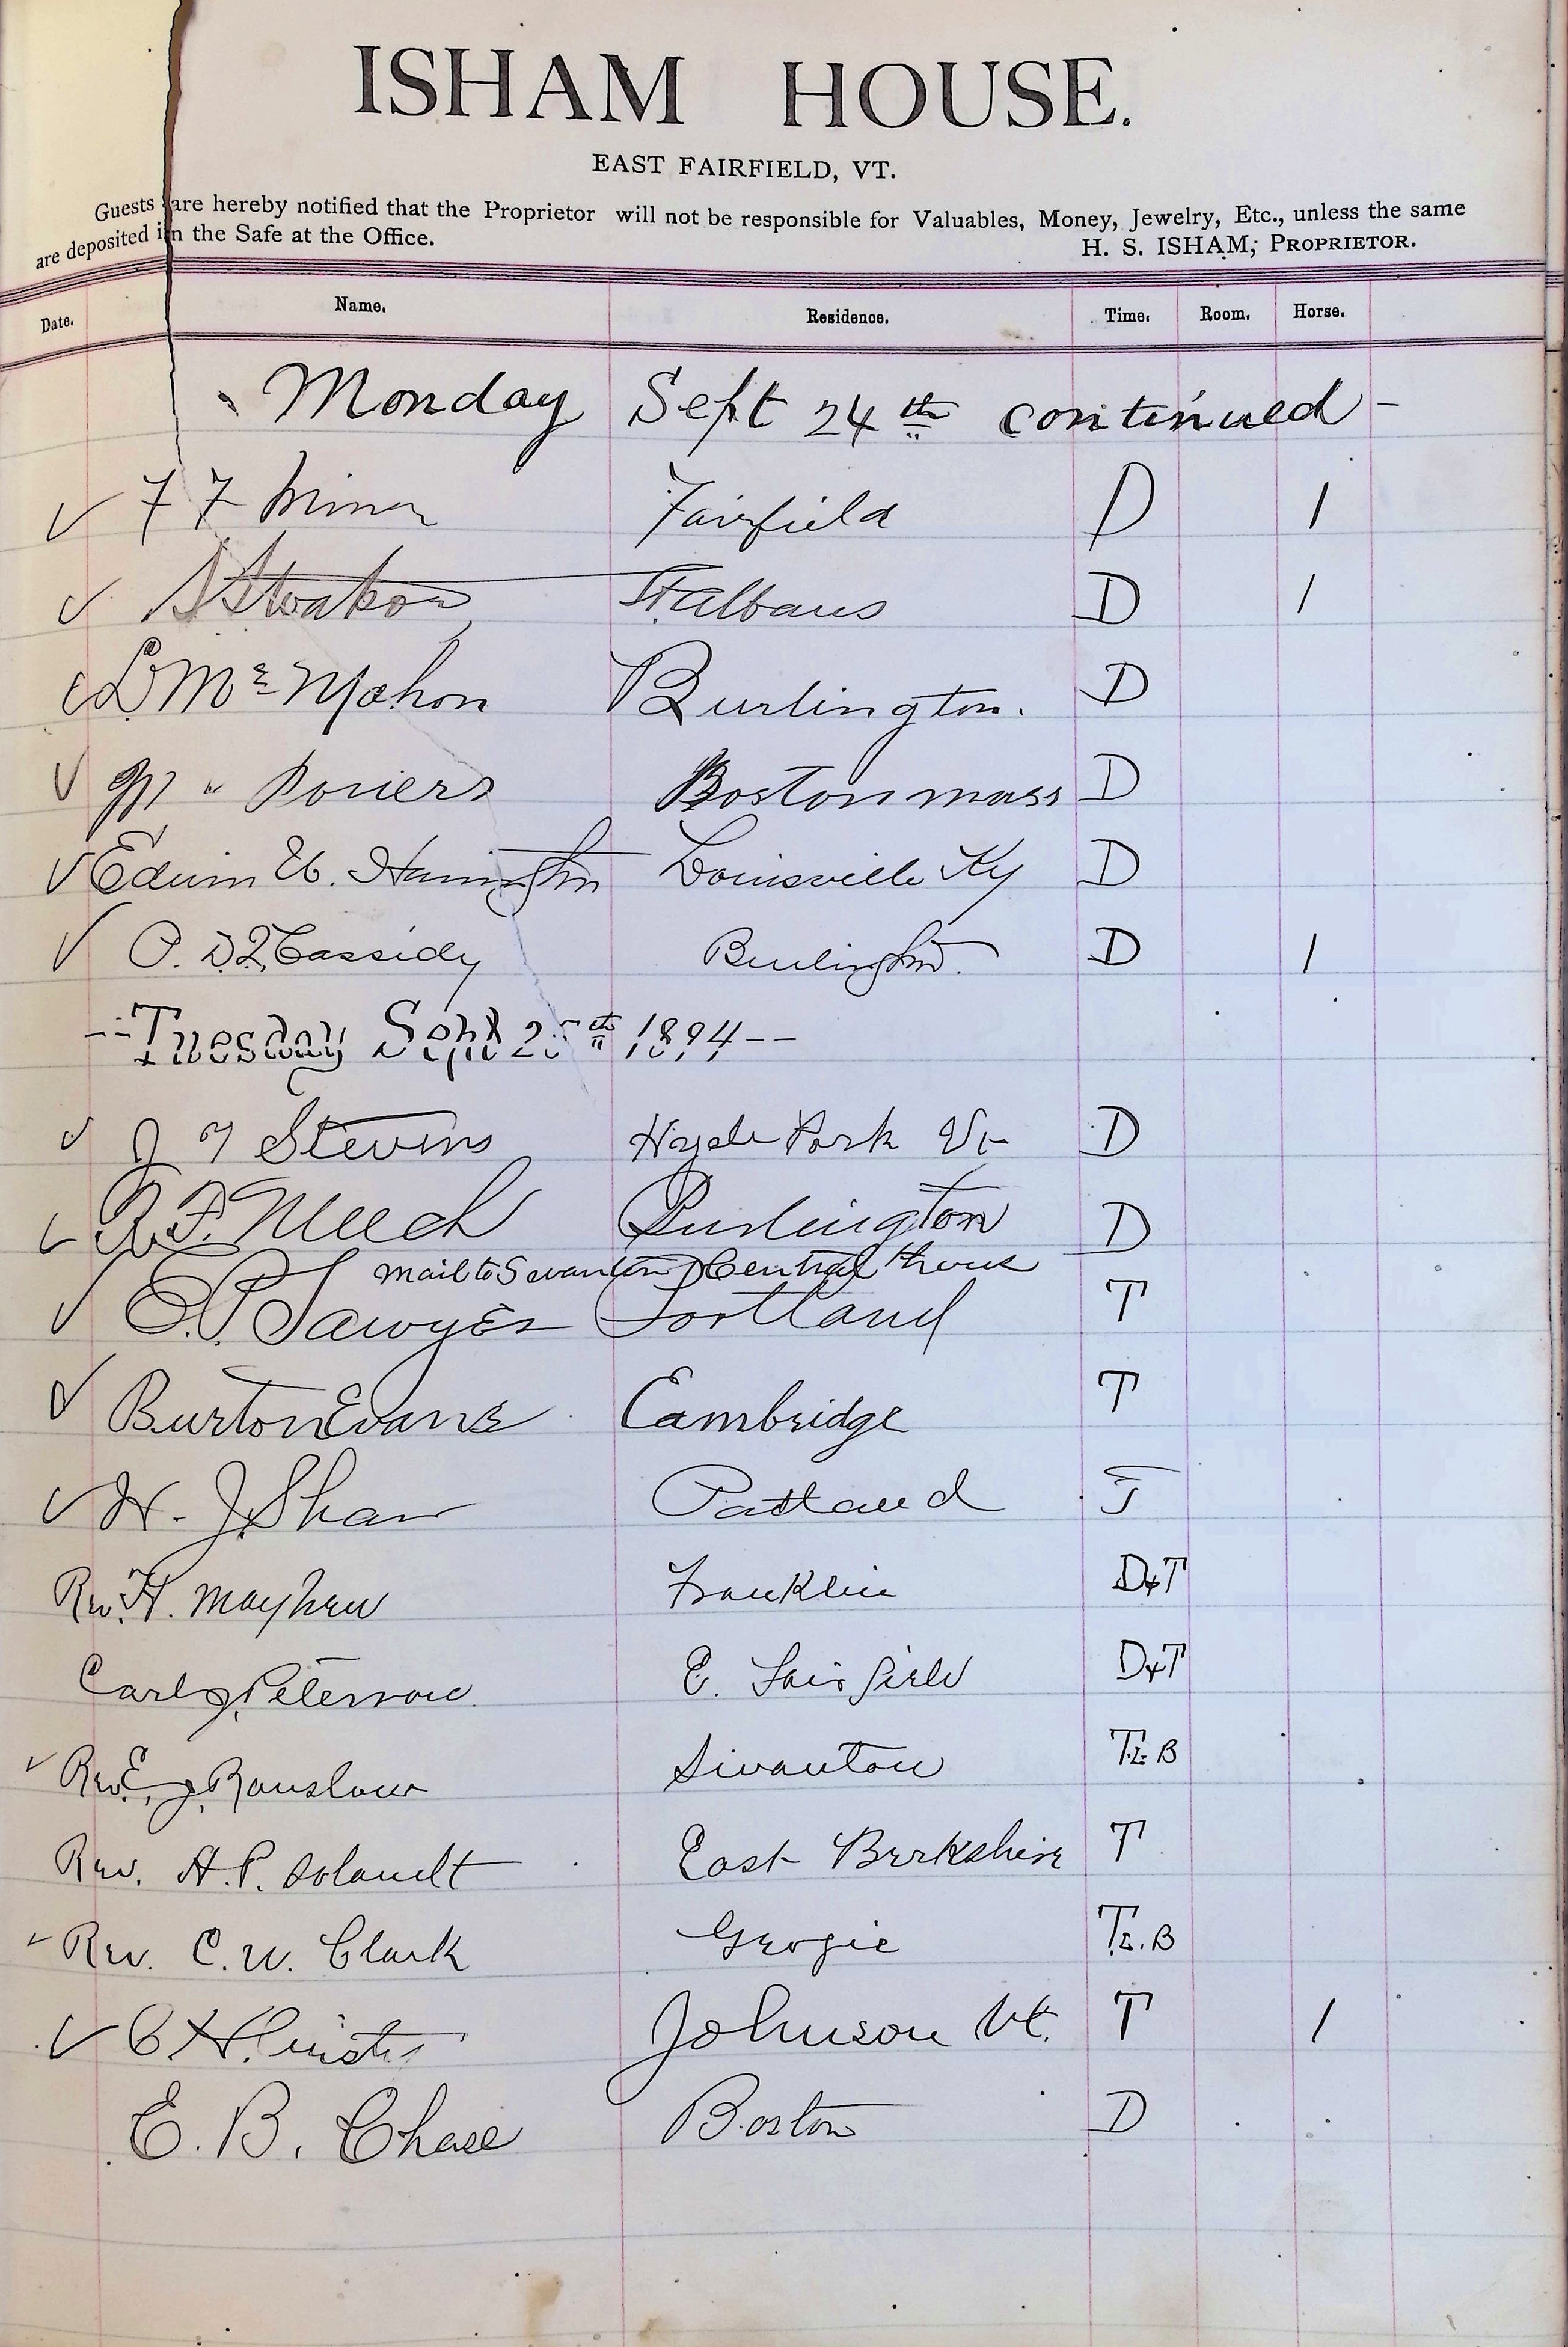 ISHAM HOUSE.
EAST FAIRFIELD, VT.
Guests are hereby notified that the Proprietor will not be responsible for Valuables, Money, Jewelry, Etc., unless the same
are deposited in the Safe at the Office.
H. S. ISHAM, PROPRIETOR.
Date. Name. Residence. Time. Room. Horse.
Monday Sept 24th continued -
✓ F F Minor Fairfield D 1
✓ St Albans D 1
D McMahon Burlington. D
✓ M " Powers Boston mass D
✓ Edwin Harrington Louisville Ky D
✓ P. D. Cassidy Burlington. D 1
-- Tuesday Sept 25th 1894 --
✓ J F Stevens Hyde Park Vt D
✓ R. F. Meech Burlington D
mail to Swanton Central House
✓ E. P. Sawyer Portland T
✓ Burton Evans Cambridge T
✓ H. J. Shaw Portland T
Rev. H. Mayhew Franklin D&T
Carl J. Peterson. E. Fairfield D&T
✓ Rev. E. J. Ranslow Swanton T.L.B
Rev. A. P. Solandt East Berkshire T
✓ Rev. C. W. Clark Georgia T.L.B
✓ C H Johnson Vt. T 1
E. B. Chase Boston D